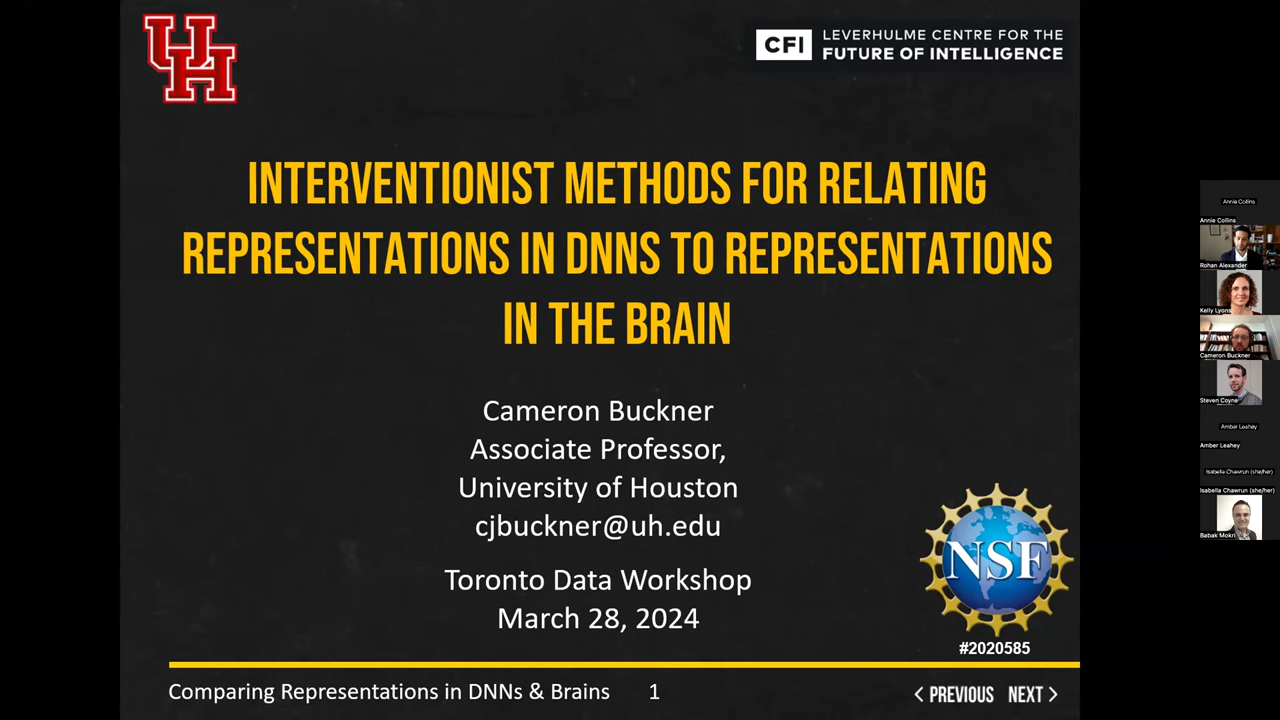 UH
CFI
LEVERHULME CENTRE FOR THE
FUTURE OF INTELLIGENCE
INTERVENTIONIST METHODS FOR RELATING
REPRESENTATIONS IN DNNS TO REPRESENTATIONS
IN THE BRAIN
Cameron Buckner
Associate Professor,
University of Houston
cjbuckner@uh.edu
Toronto Data Workshop
March 28, 2024
NSF
#2020585
Comparing Representations in DNNs & Brains 1
< PREVIOUS NEXT >
Annie Collins
Annie Collins
Rohan Alexander
Kelly Lyons
Cameron Buckner
Steven Coyne
Amber Leahey
Amber Leahey
Isabella Chawrun (she/her)
Isabella Chawrun (she/her)
Babak Mokri